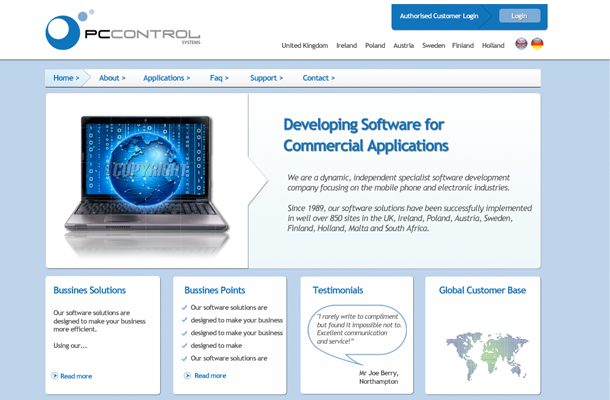 Authorised Customer Login
Login
PCCONTROL
SYSTEMS
United Kingdom Ireland Poland Austria Sweden Finland Holland
Home > About > Applications > Faq > Support > Contact >
COPYRIGHT
Developing Software for
Commercial Applications
We are a dynamic, independent specialist software development
company focusing on the mobile phone and electronic industries.
Since 1989, our software solutions have been successfully implemented
in well over 850 sites in the UK, Ireland, Poland, Austria, Sweden,
Finland, Holland, Malta and South Africa.
Bussines Solutions
Our software solutions are
designed to make your business
more efficient.
Using our...
Read more
Bussines Points
Our software solutions are
designed to make your business
designed to make your business
designed to make
Our software solutions are
Read more
Testimonials
"I rarely write to compliment
but found it impossible not to.
Excellent communication
and service!"
Mr Joe Berry,
Northampton
Global Customer Base